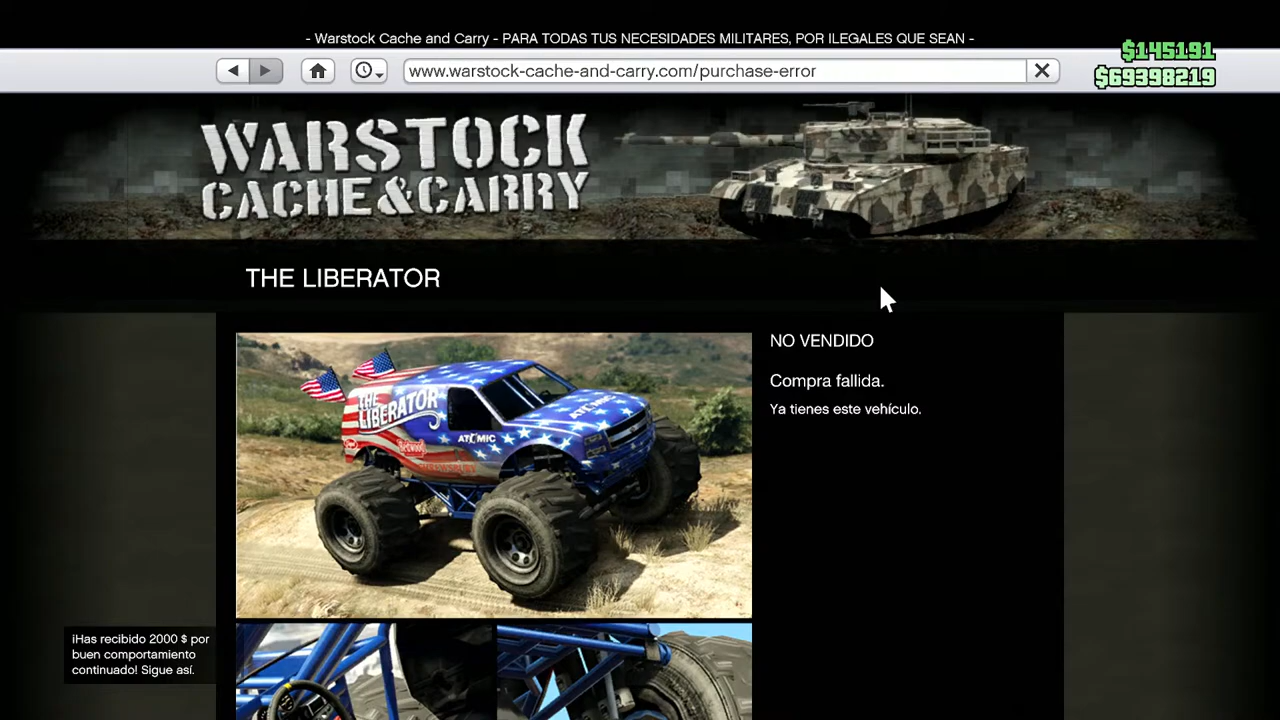 - Warstock Cache and Carry - PARA TODAS TUS NECESIDADES MILITARES, POR ILEGALES QUE SEAN -
$145191
www.warstock-cache-and-carry.com/purchase-error
$69398219
WARSTOCK
CACHE&CARRY
THE LIBERATOR
NO VENDIDO
Compra fallida.
Ya tienes este vehículo.
THE
LIBERATOR
ATOMIC
ATOMIC
¡Has recibido 2000 $ por
buen comportamiento
continuado! Sigue así.